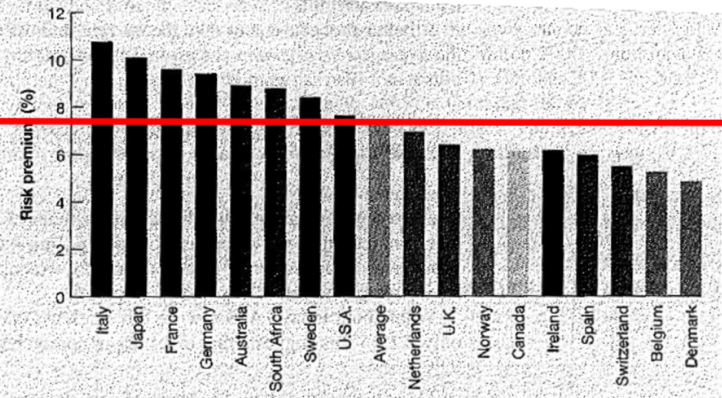 12
10
8
6
4
2
0
Risk premium (%)
Italy
Japan
France
Germany
Australia
South Africa
Sweden
U.S.A.
Average
Netherlands
U.K.
Norway
Canada
Ireland
Spain
Switzerland
Belgium
Denmark